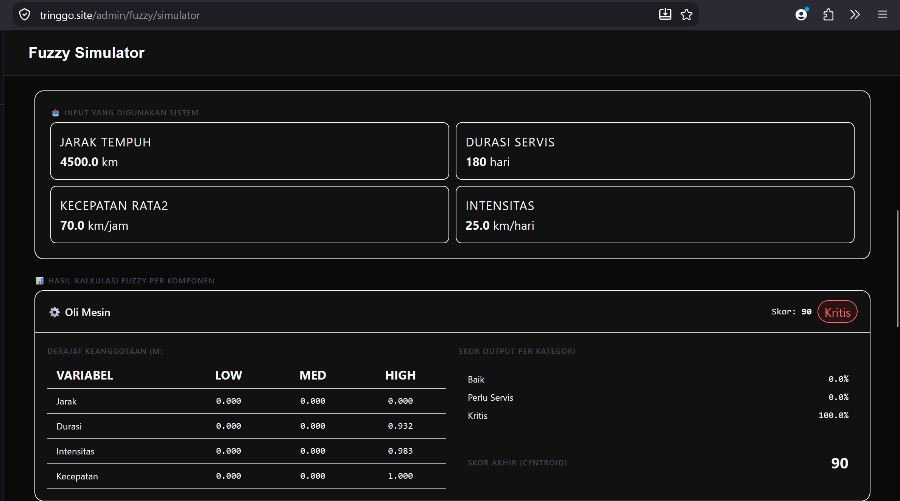 tringgo.site/admin/fuzzy/simulator
Fuzzy Simulator
INPUT YANG DIGUNAKAN SISTEM
JARAK TEMPUH
4500.0 km
DURASI SERVIS
180 hari
KECEPATAN RATA2
70.0 km/jam
INTENSITAS
25.0 km/hari
HASIL KALKULASI FUZZY PER KOMPONEN
Oli Mesin
Skor: 90 Kritis
DERAJAT KEANGGOTAAN (Μ)
VARIABEL LOW MED HIGH
Jarak 0.000 0.000 0.000
Durasi 0.000 0.000 0.932
Intensitas 0.000 0.000 0.983
Kecepatan 0.000 0.000 1.000
SKOR OUTPUT PER KATEGORI
Baik 0.0%
Perlu Servis 0.0%
Kritis 100.0%
SKOR AKHIR (CENTROID) 90